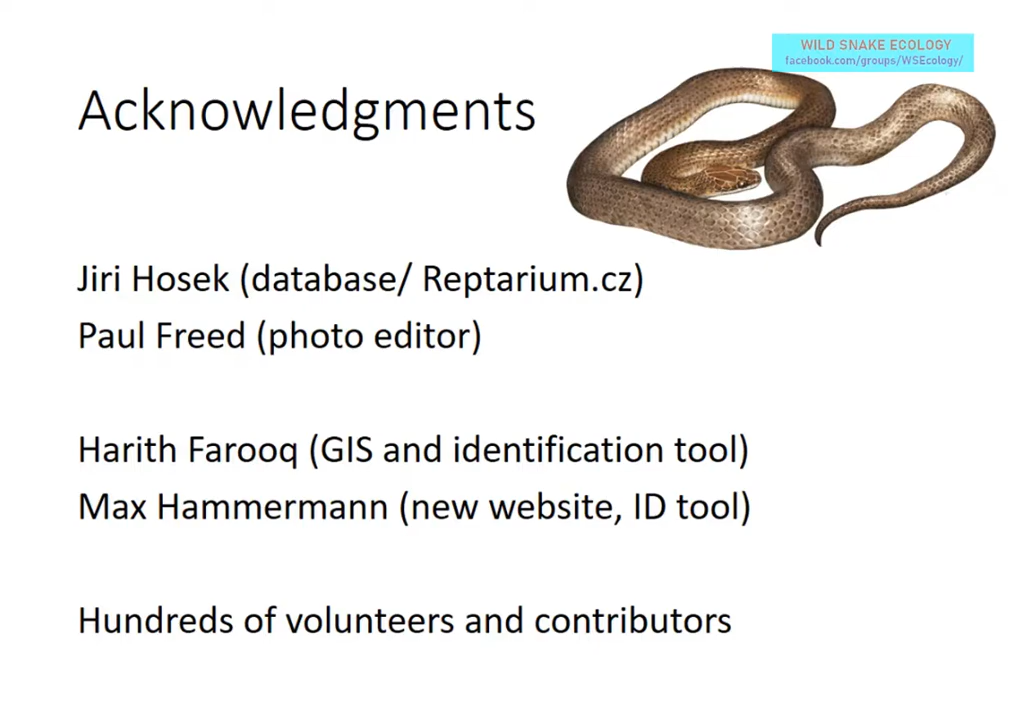 WILD SNAKE ECOLOGY
facebook.com/groups/WSEcology/
Acknowledgments
Jiri Hosek (database/ Reptarium.cz)
Paul Freed (photo editor)
Harith Farooq (GIS and identification tool)
Max Hammermann (new website, ID tool)
Hundreds of volunteers and contributors